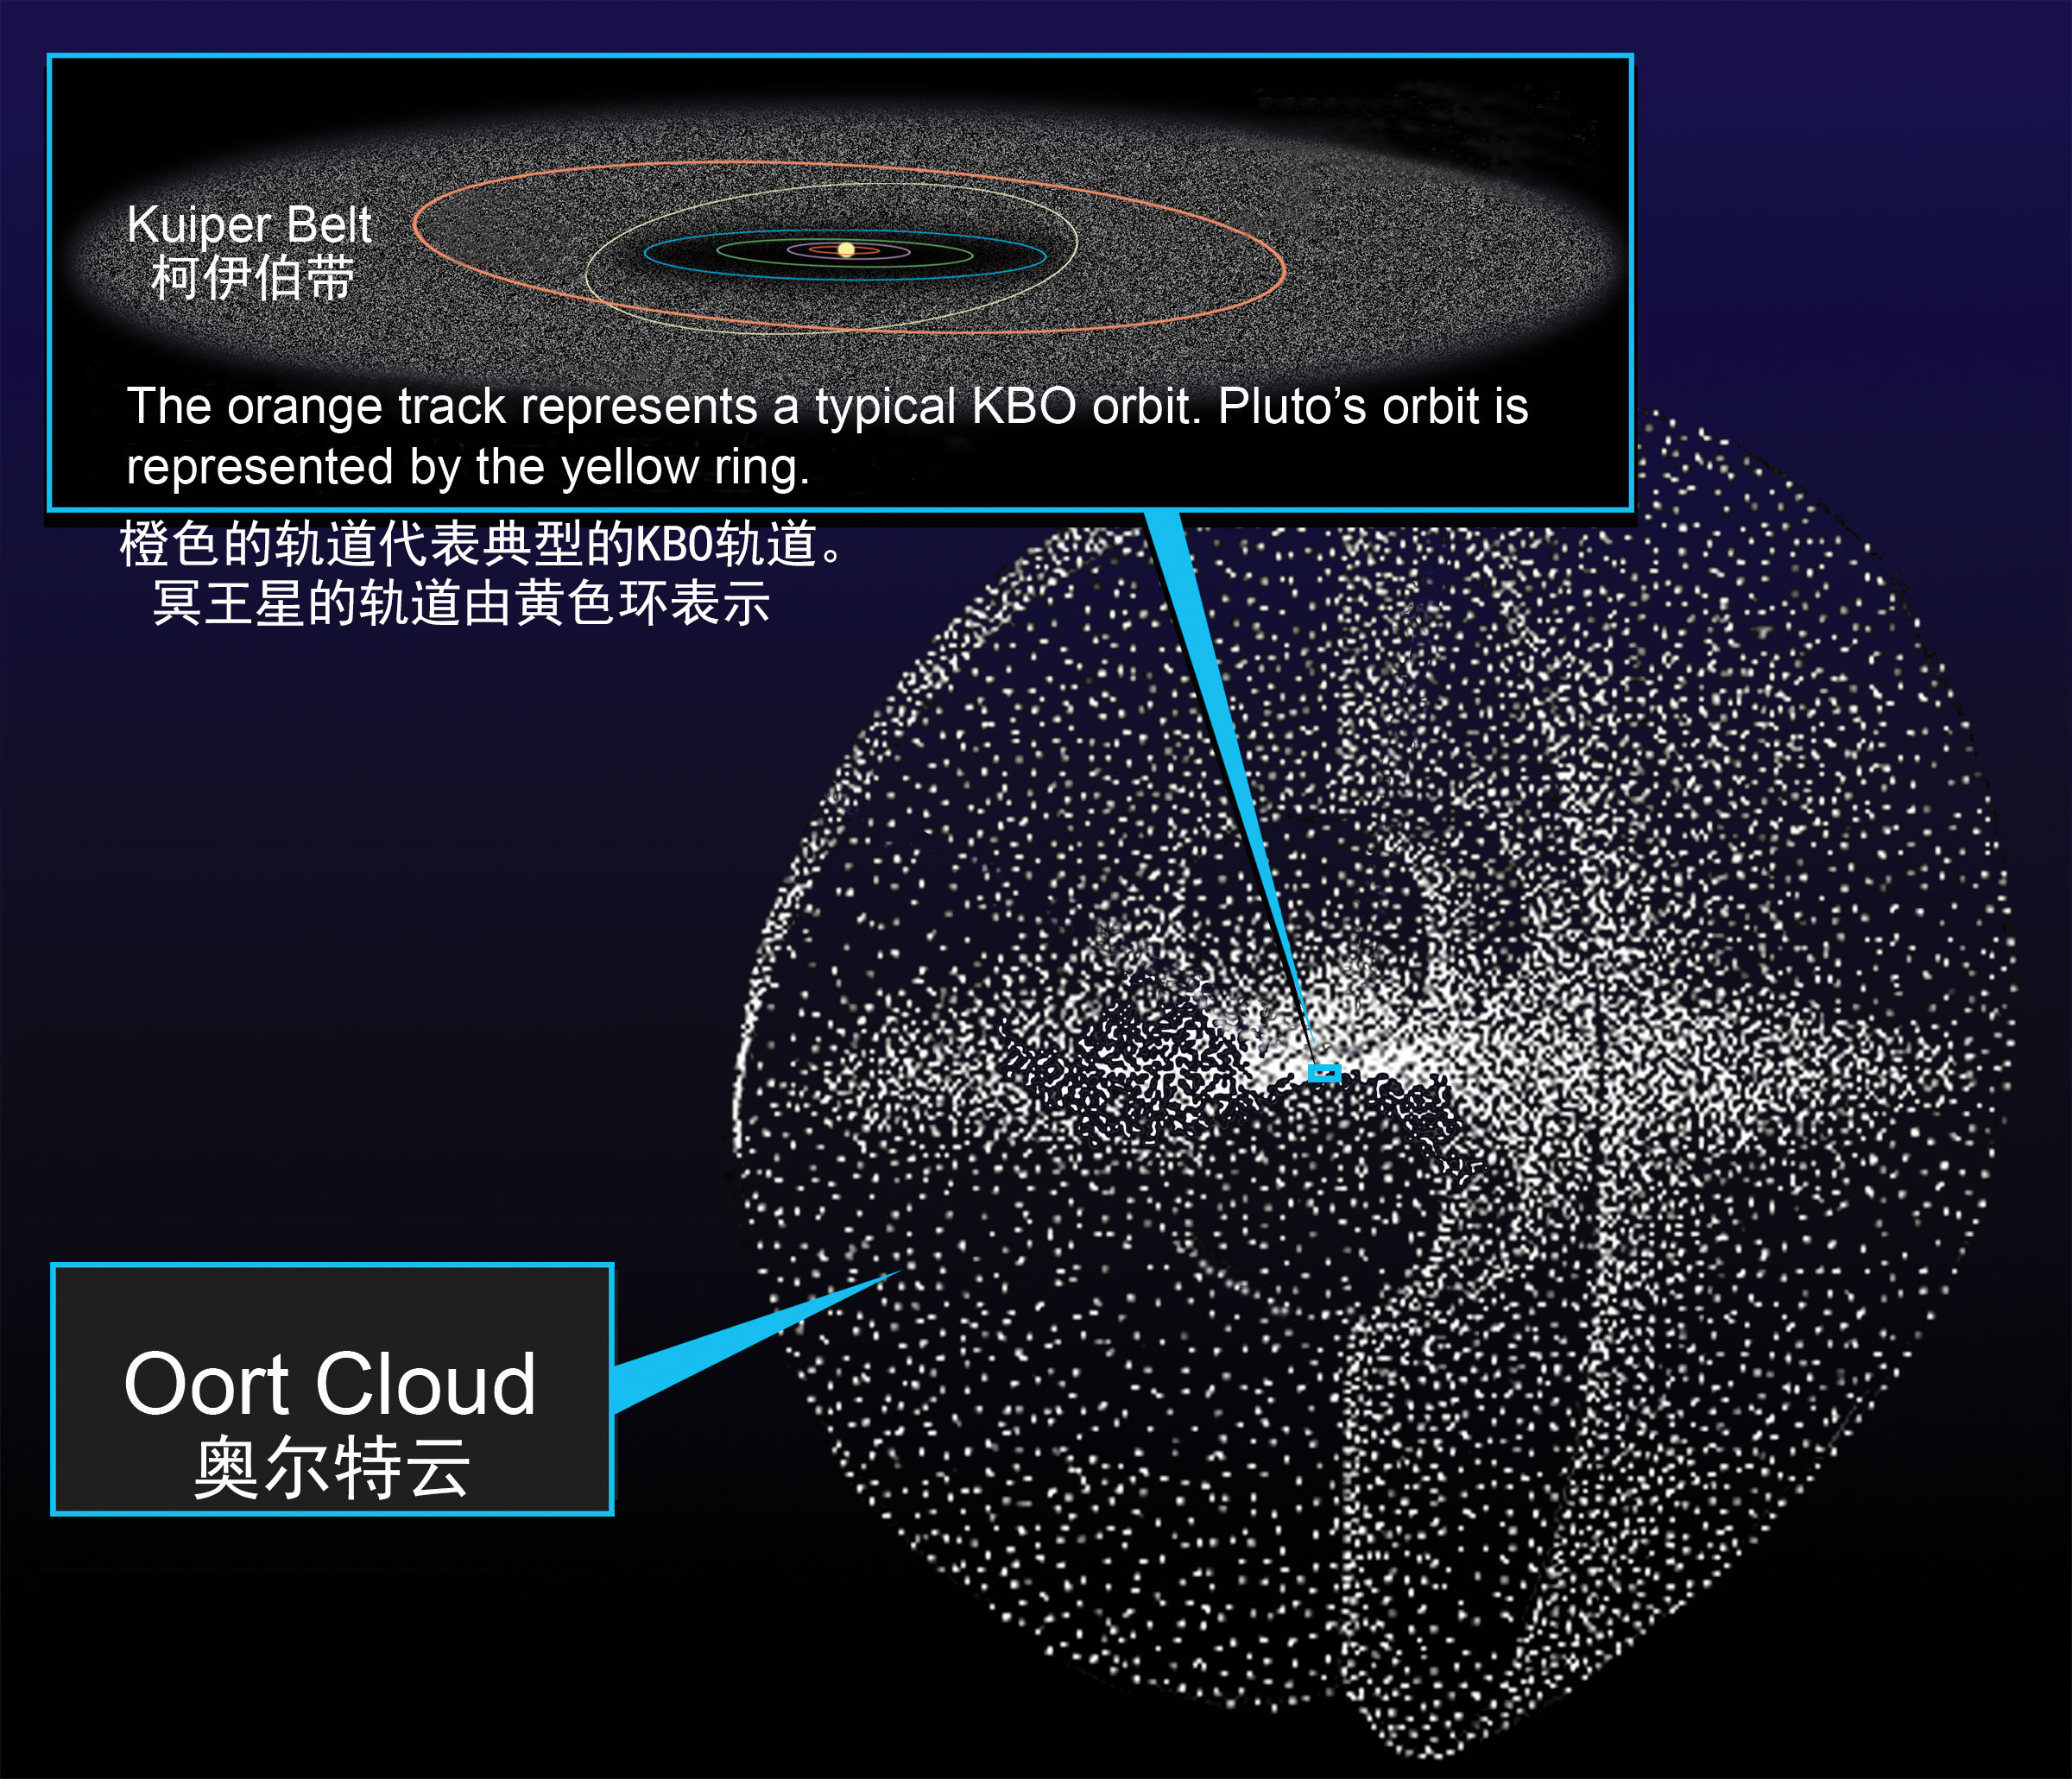 Kuiper Belt
柯伊伯带
The orange track represents a typical KBO orbit. Pluto’s orbit is
represented by the yellow ring.
橙色的轨道代表典型的KBO轨道。
冥王星的轨道由黄色环表示
Oort Cloud
奥尔特云